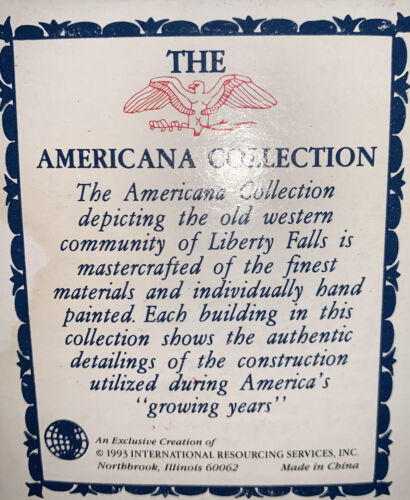 THE
AMERICANA COLLECTION
The Americana Collection
depicting the old western
community of Liberty Falls is
mastercrafted of the finest
materials and individually hand
painted. Each building in this
collection shows the authentic
detailings of the construction
utilized during America's
"growing years"
An Exclusive Creation of
© 1993 INTERNATIONAL RESOURCING SERVICES, INC.
Northbrook, Illinois 60062 Made in China